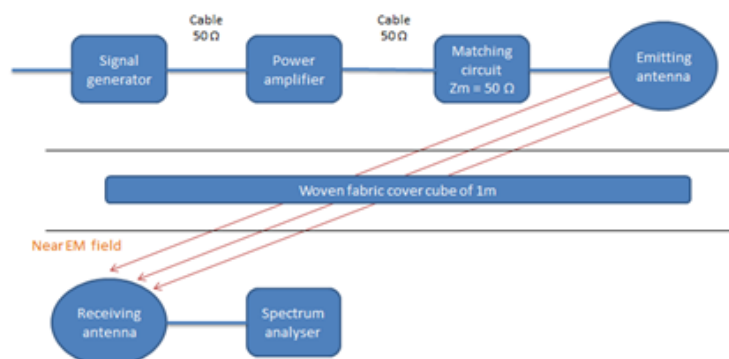 Cable
50 Ω
Cable
50 Ω
Signal
generator
Power
amplifier
Matching
circuit
Zm = 50 Ω
Emitting
antenna
Woven fabric cover cube of 1m
Near EM field
Receiving
antenna
Spectrum
analyser